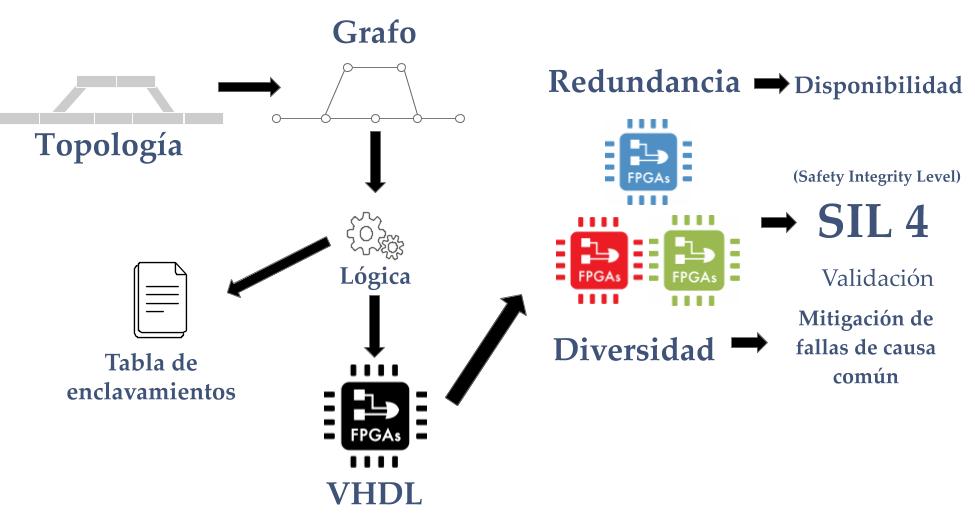 Grafo
Topología
Redundancia
Disponibilidad
FPGAs
(Safety Integrity Level)
SIL 4
FPGAs
FPGAs
Validación
Lógica
Mitigación de
fallas de causa
común
Diversidad
Tabla de
enclavamientos
FPGAs
VHDL